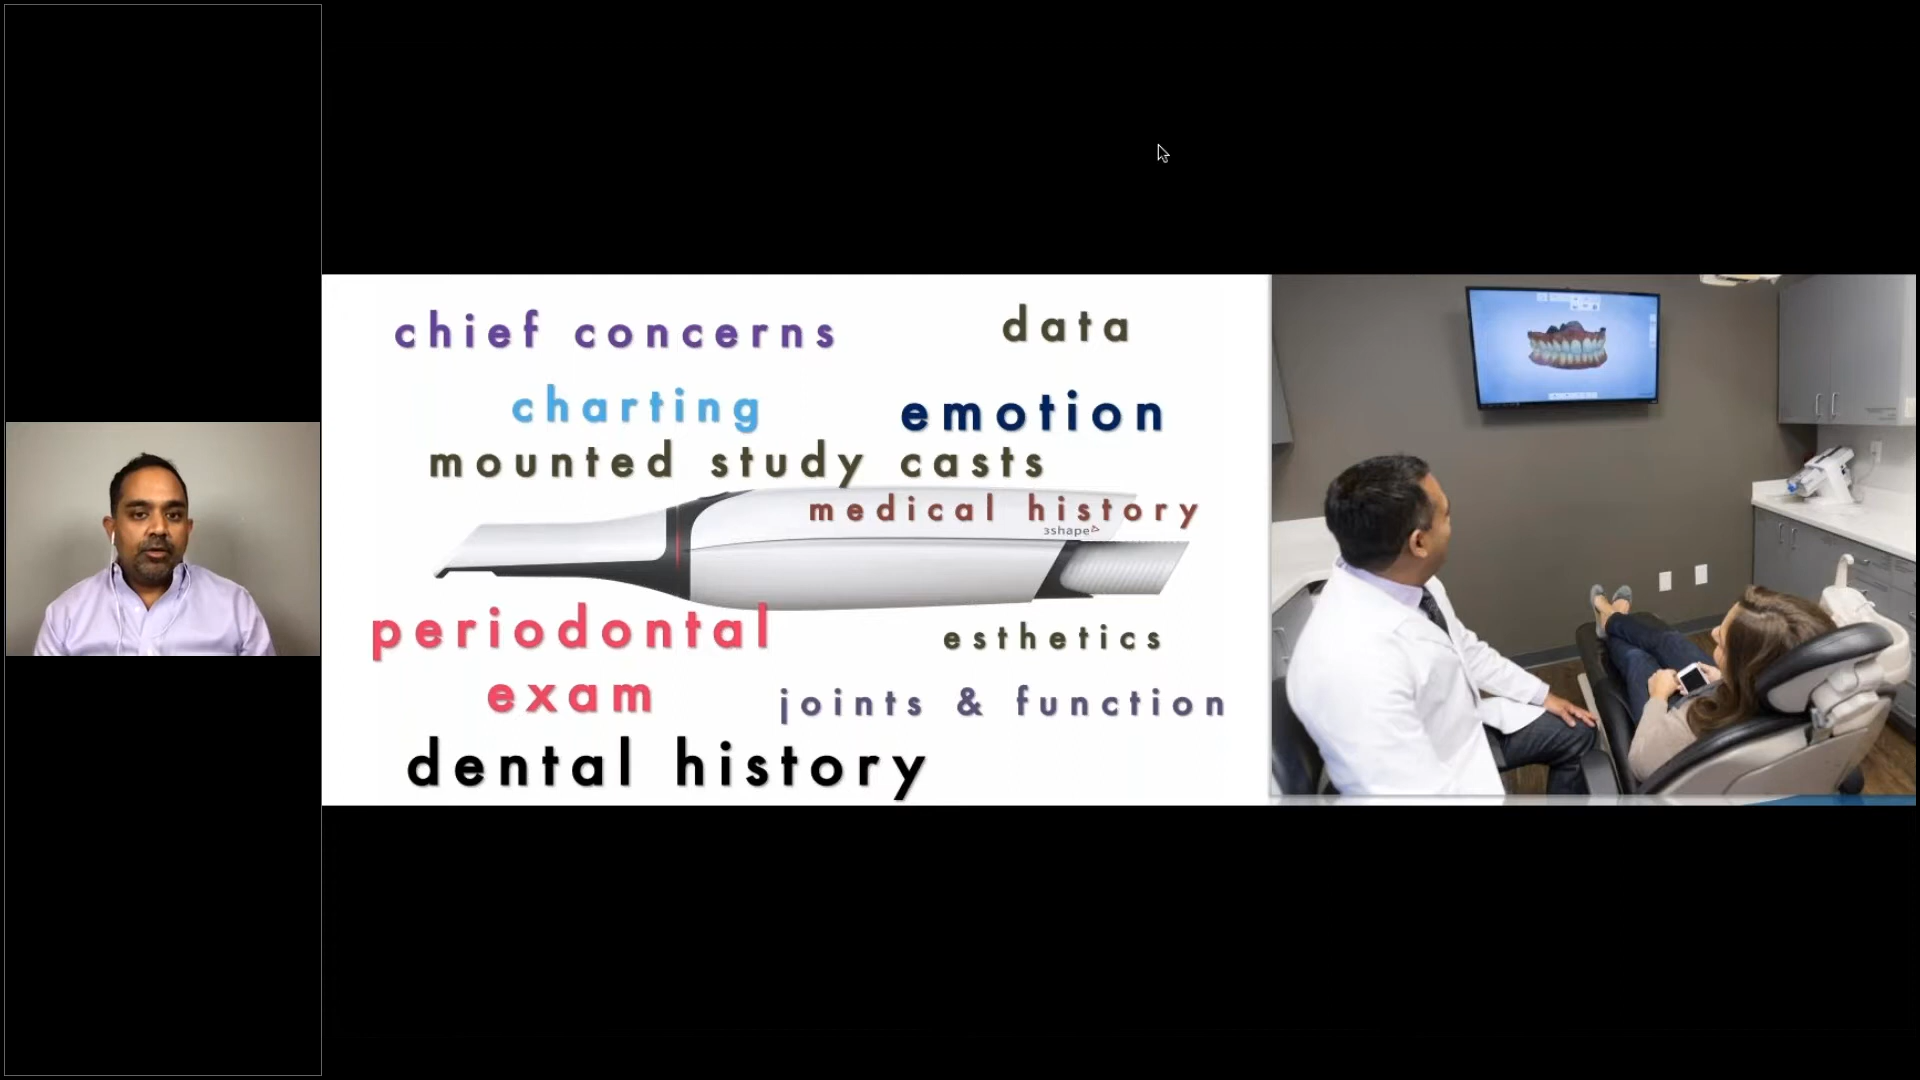 chief concerns
data
charting
emotion
mounted study casts
medical history
3shape
periodontal
exam
esthetics
joints & function
dental history